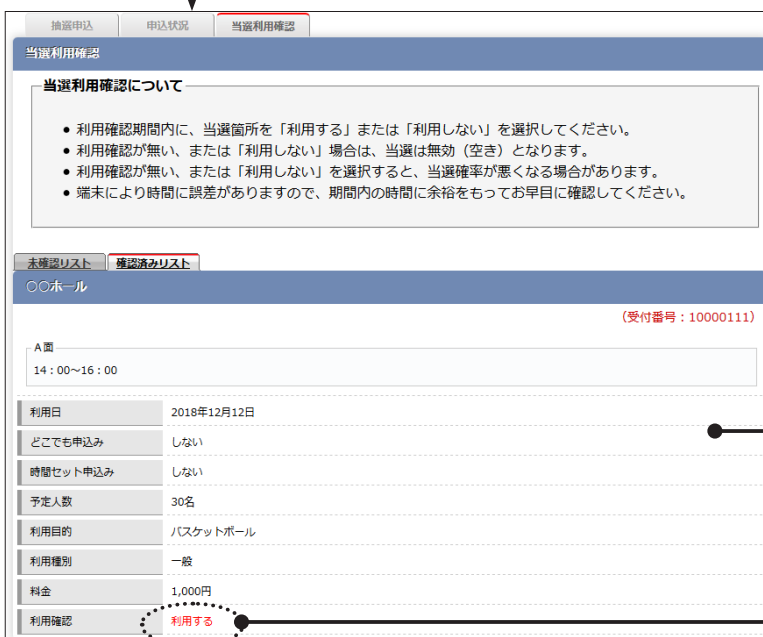 抽選申込 申込状況 当選利用確認
当選利用確認
当選利用確認について
● 利用確認期間内に、当選箇所を「利用する」または「利用しない」を選択してください。
● 利用確認が無い、または「利用しない」場合は、当選は無効（空き）となります。
● 利用確認が無い、または「利用しない」を選択すると、当選確率が悪くなる場合があります。
● 端末により時間に誤差がありますので、期間内の時間に余裕をもってお早目に確認してください。
未確認リスト 確認済みリスト
○○ホール
（受付番号：10000111）
A面
14：00～16：00
利用日 2018年12月12日
どこでも申込み しない
時間セット申込み しない
予定人数 30名
利用目的 バスケットボール
利用種別 一般
料金 1,000円
利用確認 利用する